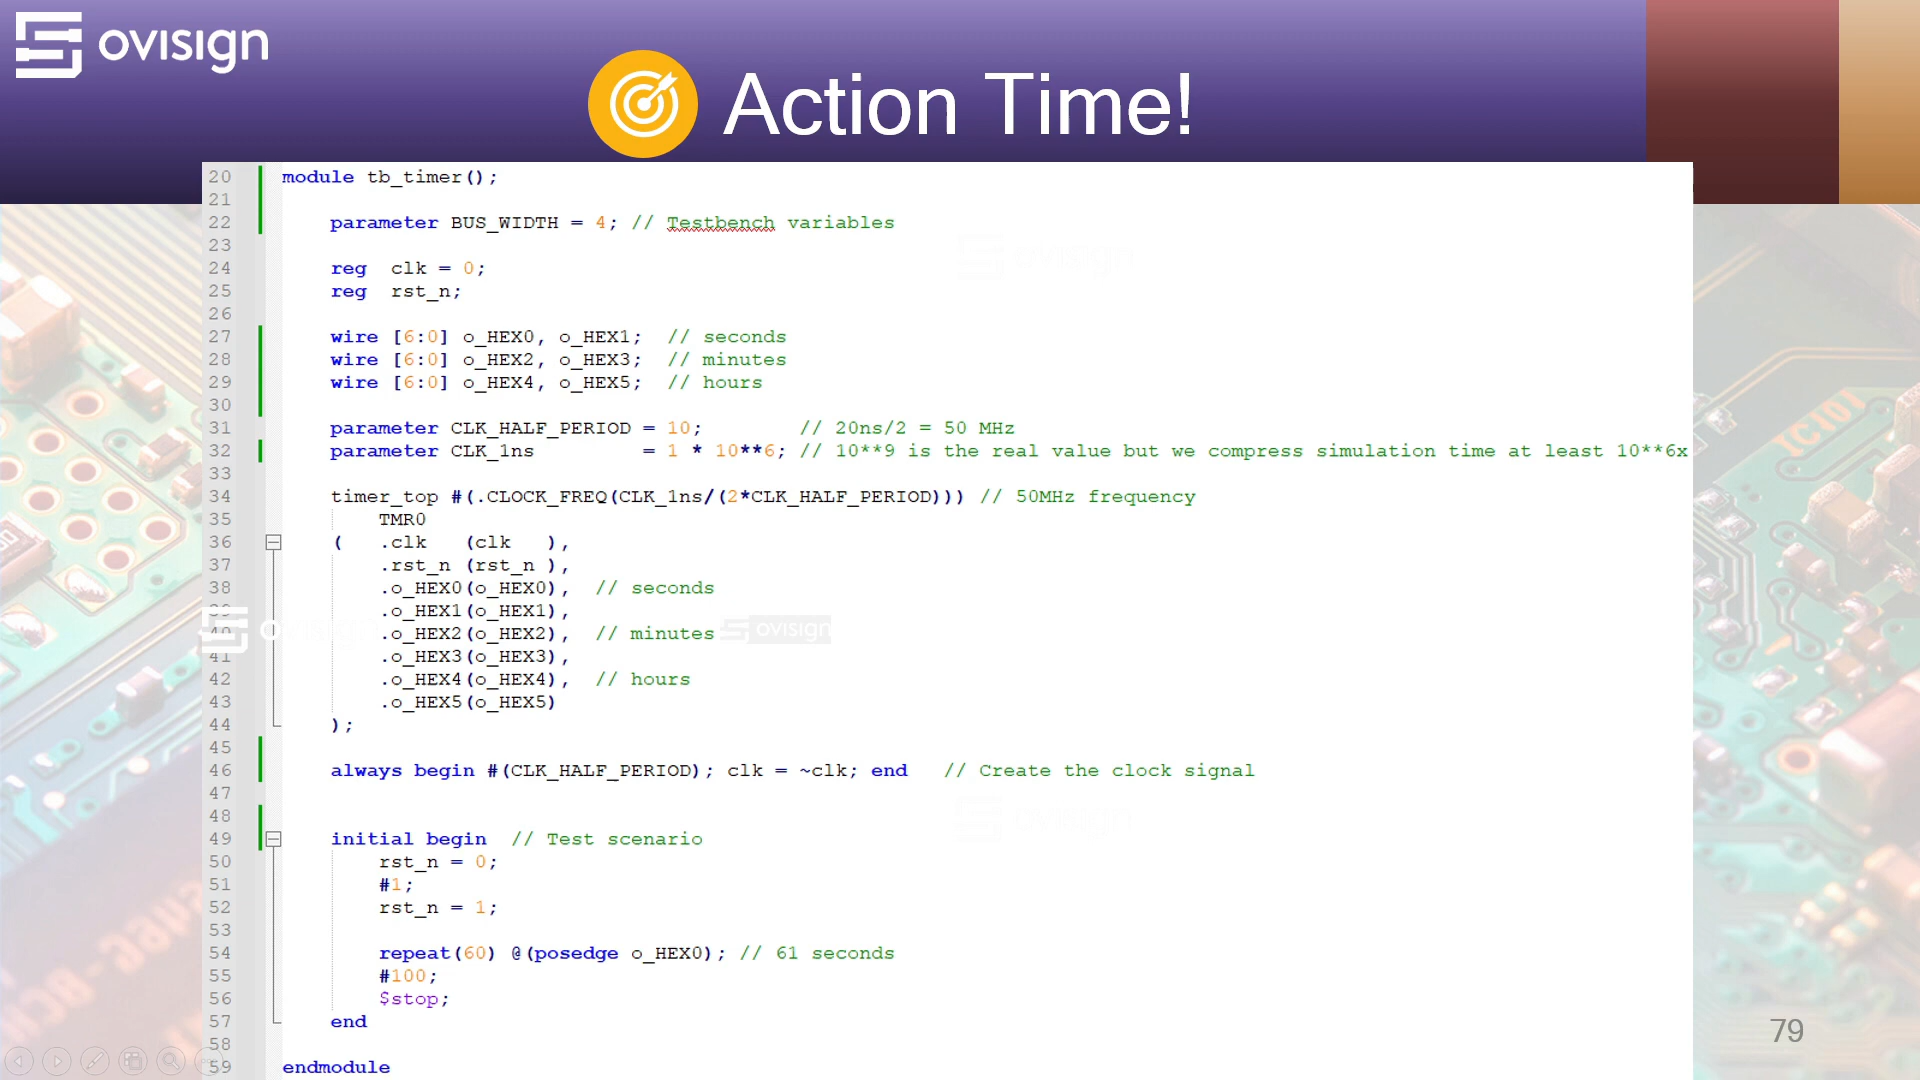 ovisign
Action Time!
20 module tb_timer();
21
22 parameter BUS_WIDTH = 4; // Testbench variables
23
24 reg clk = 0;
25 reg rst_n;
26
27 wire [6:0] o_HEX0, o_HEX1; // seconds
28 wire [6:0] o_HEX2, o_HEX3; // minutes
29 wire [6:0] o_HEX4, o_HEX5; // hours
30
31 parameter CLK_HALF_PERIOD = 10; // 20ns/2 = 50 MHz
32 parameter CLK_1ns = 1 * 10**6; // 10**9 is the real value but we compress simulation time at least 10**6x
33
34 timer_top #(.CLOCK_FREQ(CLK_1ns/(2*CLK_HALF_PERIOD))) // 50MHz frequency
35 TMR0
36 ( .clk (clk ),
37 .rst_n (rst_n ),
38 .o_HEX0(o_HEX0), // seconds
39 .o_HEX1(o_HEX1),
40 .o_HEX2(o_HEX2), // minutes
ovisign
41 .o_HEX3(o_HEX3),
42 .o_HEX4(o_HEX4), // hours
43 .o_HEX5(o_HEX5)
44 );
45
46 always begin #(CLK_HALF_PERIOD); clk = ~clk; end // Create the clock signal
47
48
49 initial begin // Test scenario
50 rst_n = 0;
51 #1;
52 rst_n = 1;
53
54 repeat(60) @(posedge o_HEX0); // 61 seconds
55 #100;
56 $stop;
57 end
58
59 endmodule
79